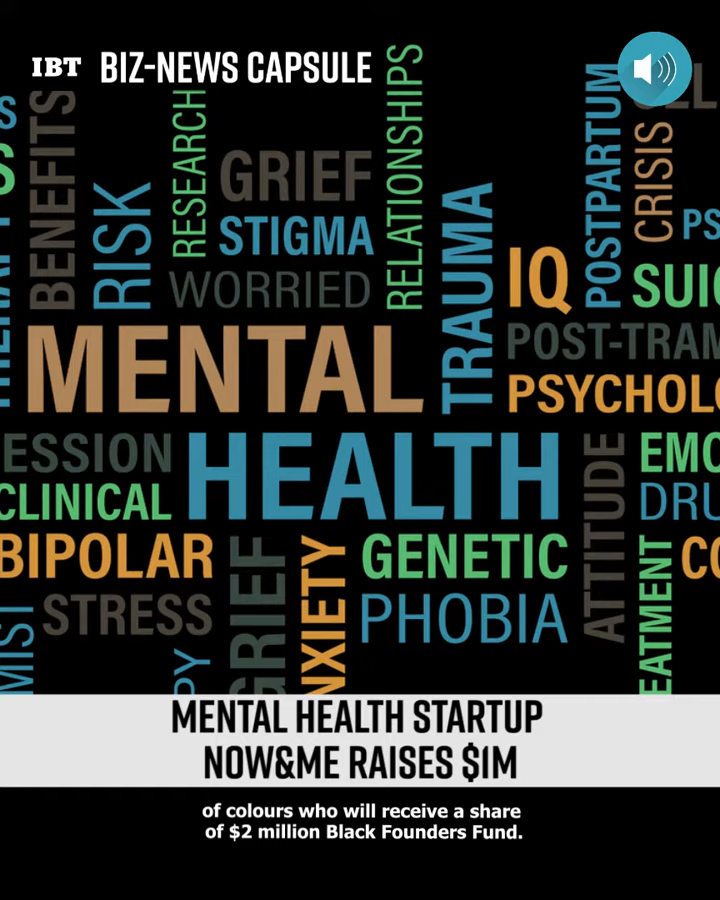 IBT BIZ-NEWS CAPSULE
BENEFITS
RISK
RESEARCH
GRIEF
STIGMA
WORRIED
RELATIONSHIPS
TRAUMA
IQ
POSTPARTUM
CRISIS
MENTAL
HEALTH
CLINICAL
BIPOLAR
STRESS
GRIEF
GENETIC
PHOBIA
ATTITUDE
MENTAL HEALTH STARTUP
NOW&ME RAISES $1M
of colours who will receive a share
of $2 million Black Founders Fund.